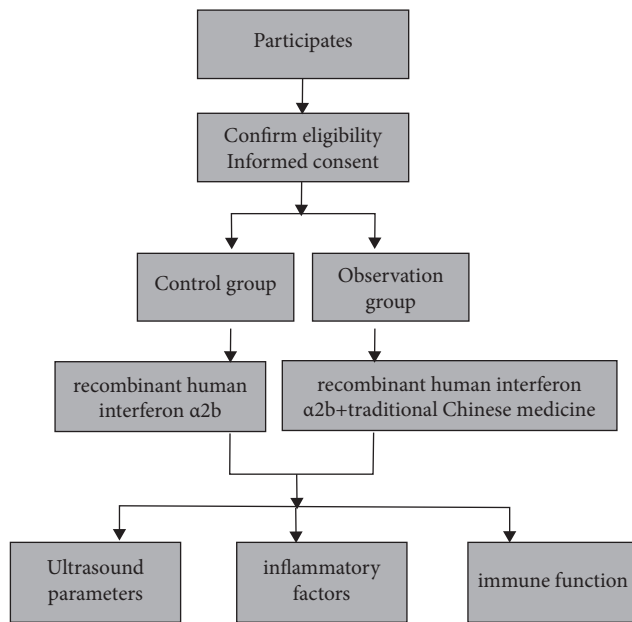 Participates
Confirm eligibility
Informed consent
Control group
Observation
group
recombinant human
interferon α2b
recombinant human interferon
α2b+traditional Chinese medicine
Ultrasound
parameters
inflammatory
factors
immune function